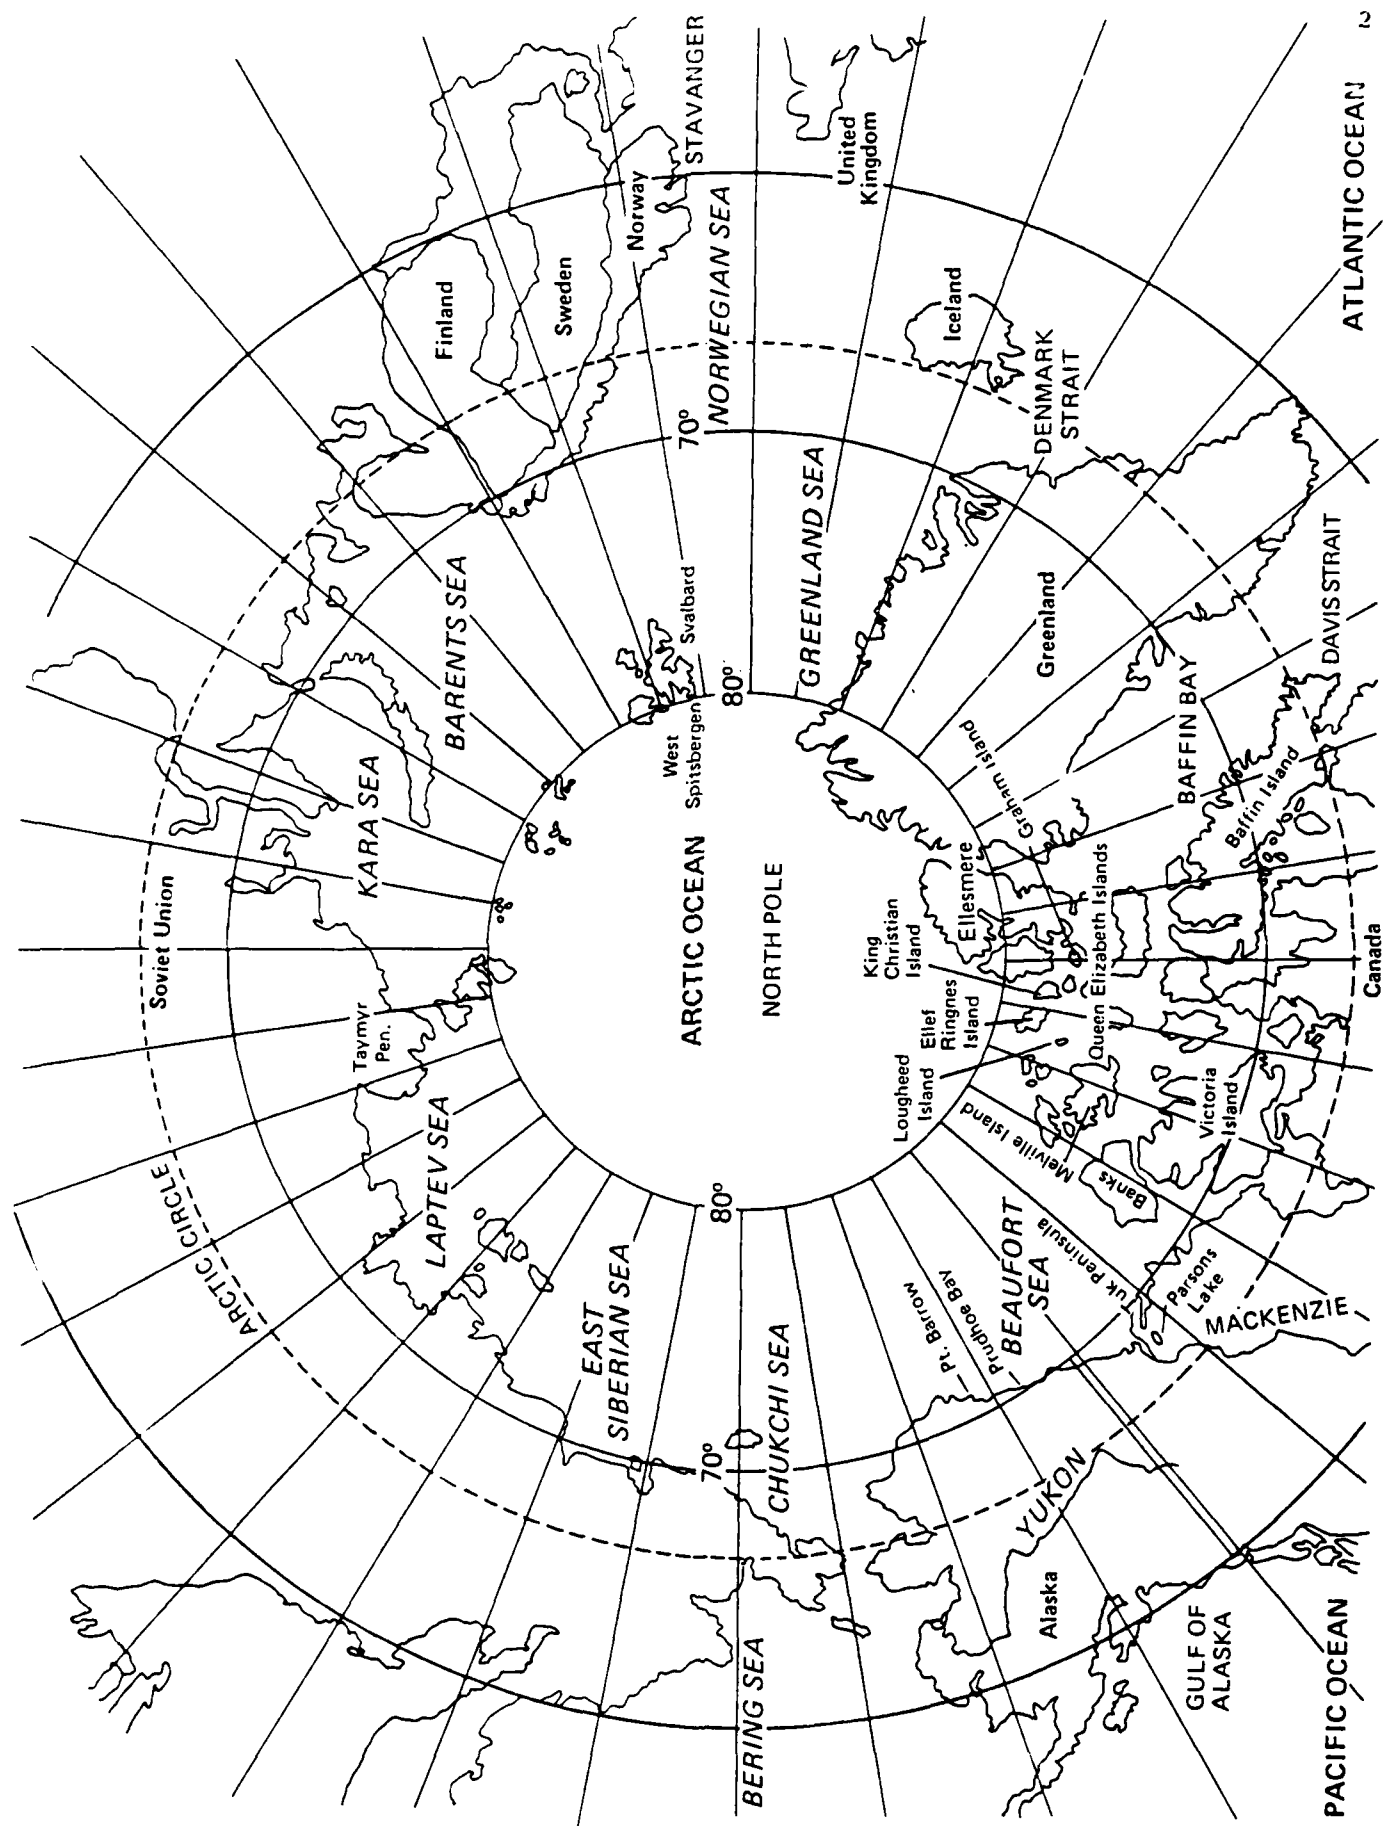 2
STAVANGER
United
Kingdom
ATLANTIC OCEAN
Norway
NORWEGIAN SEA
Finland
Sweden
Iceland
DENMARK
STRAIT
70°
GREENLAND SEA
BARENTS SEA
Svalbard
80°
West
Spitsbergen
Greenland
DAVIS STRAIT
BAFFIN BAY
Baffin Island
Graham Island
KARA SEA
Soviet Union
ARCTIC OCEAN
NORTH POLE
Ellesmere
King
Christian
Island
Queen Elizabeth Islands
Canada
Ellef
Ringnes
Island
Lougheed
Island
Taymyr
Pen.
Victoria
Island
Melville Island
Banks
LAPTEV SEA
ARCTIC CIRCLE
80°
uk Peninsula
Parsons
Lake
MACKENZIE
BEAUFORT
SEA
Prudhoe Bay
Pt. Barrow
EAST
SIBERIAN SEA
CHUKCHI SEA
70°
YUKON
Alaska
BERING SEA
GULF OF
ALASKA
PACIFIC OCEAN